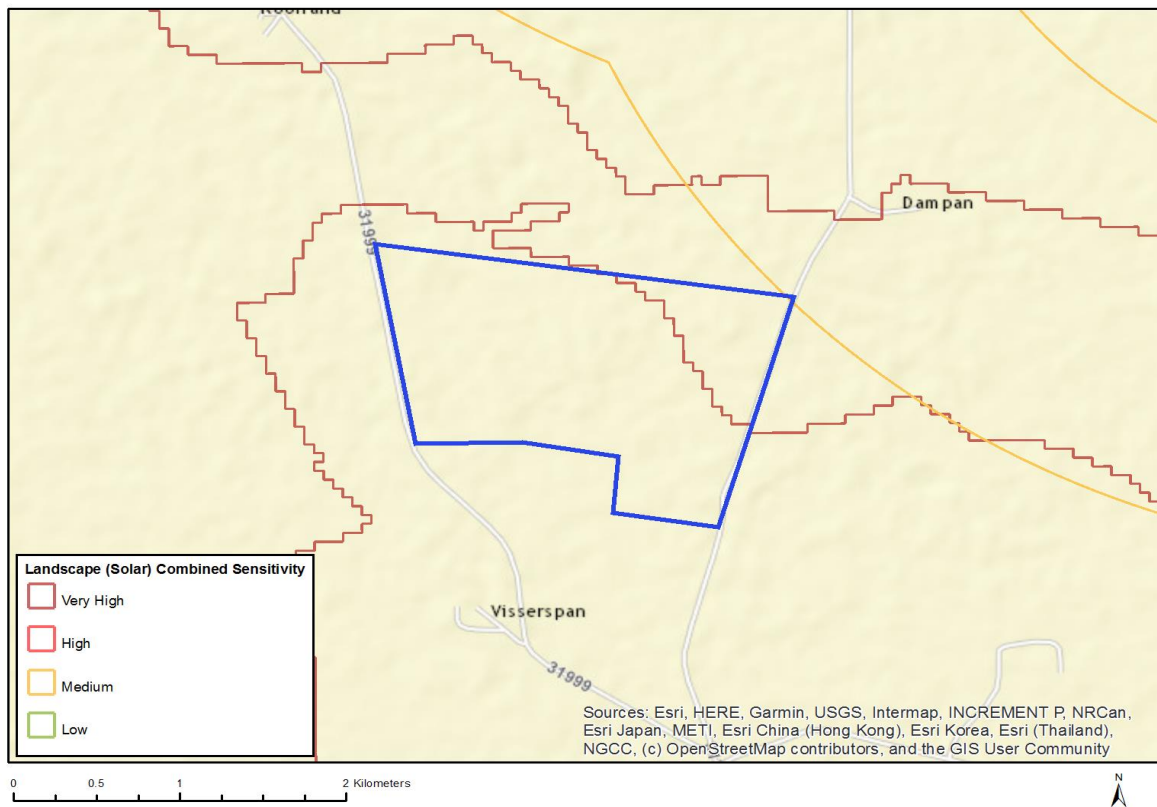 31999
Dampan
Landscape (Solar) Combined Sensitivity
Very High
High
Medium
Low
Visserspan
31999
Sources: Esri, HERE, Garmin, USGS, Intermap, INCREMENT P, NRCan,
Esri Japan, METI, Esri China (Hong Kong), Esri Korea, Esri (Thailand),
NGCC, (c) OpenStreetMap contributors, and the GIS User Community
0 0.5 1 2 Kilometers
N